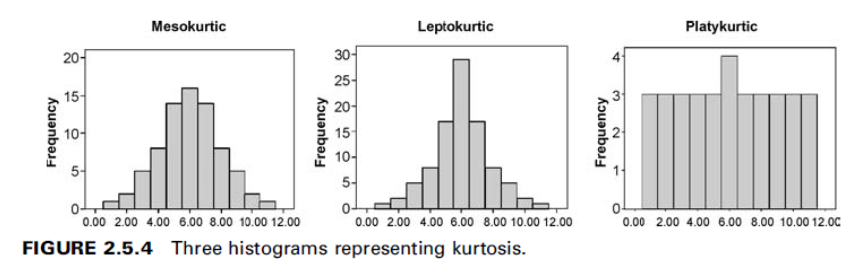 Mesokurtic Leptokurtic Platykurtic
Frequency
20
15
10
5
0
0.00 2.00 4.00 6.00 8.00 10.00 12.00
Frequency
30
25
20
15
10
5
0
0.00 2.00 4.00 6.00 8.00 10.00 12.00
Frequency
4
3
2
1
0
0.00 2.00 4.00 6.00 8.00 10.00 12.00
FIGURE 2.5.4 Three histograms representing kurtosis.